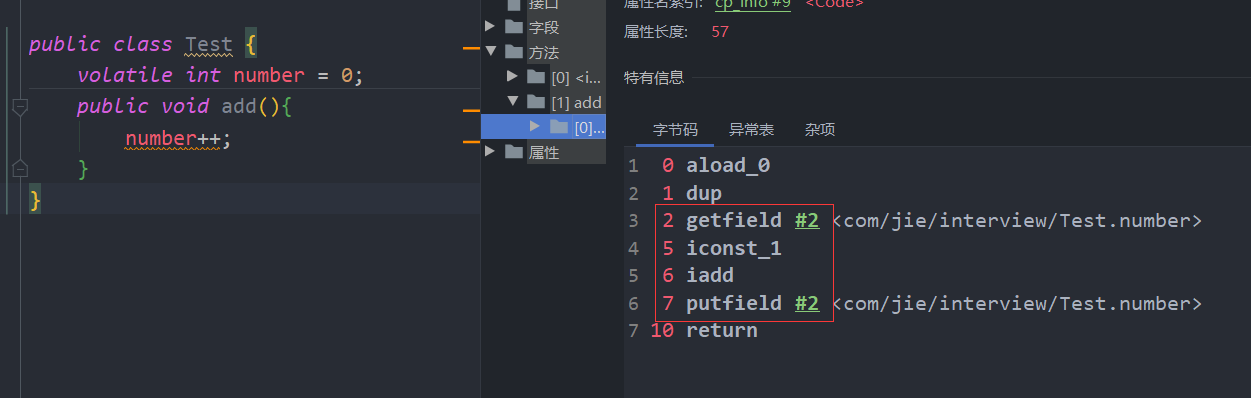 public class Test {
volatile int number = 0;
public void add(){
number++;
}
}
接口
字段
方法
[0] <i...
[1] add
[0]...
属性
属性名索引: cp_info #9 <Code>
属性长度: 57
特有信息
字节码 异常表 杂项
1 0 aload_0
2 1 dup
3 2 getfield #2 <com/jie/interview/Test.number>
4 5 iconst_1
5 6 iadd
6 7 putfield #2 <com/jie/interview/Test.number>
7 10 return